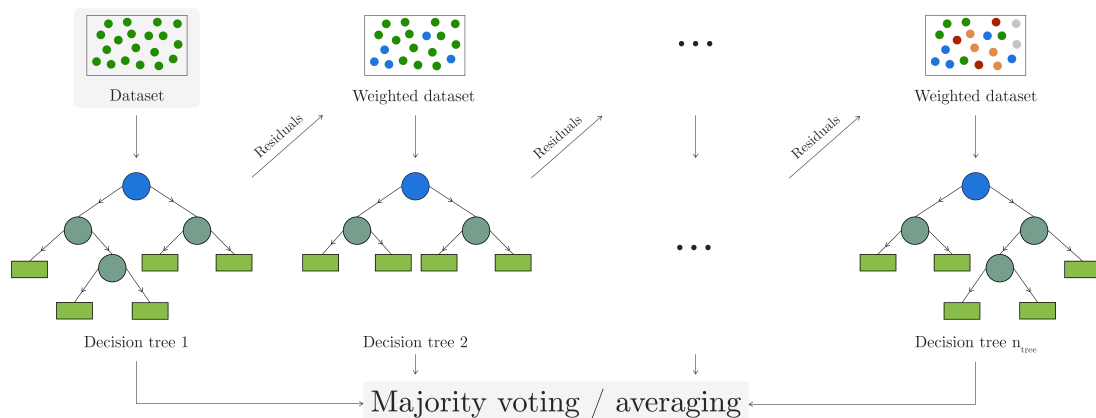 Dataset
Weighted dataset
Weighted dataset
Residuals
Residuals
Residuals
Decision tree 1
Decision tree 2
Decision tree n_tree
Majority voting / averaging